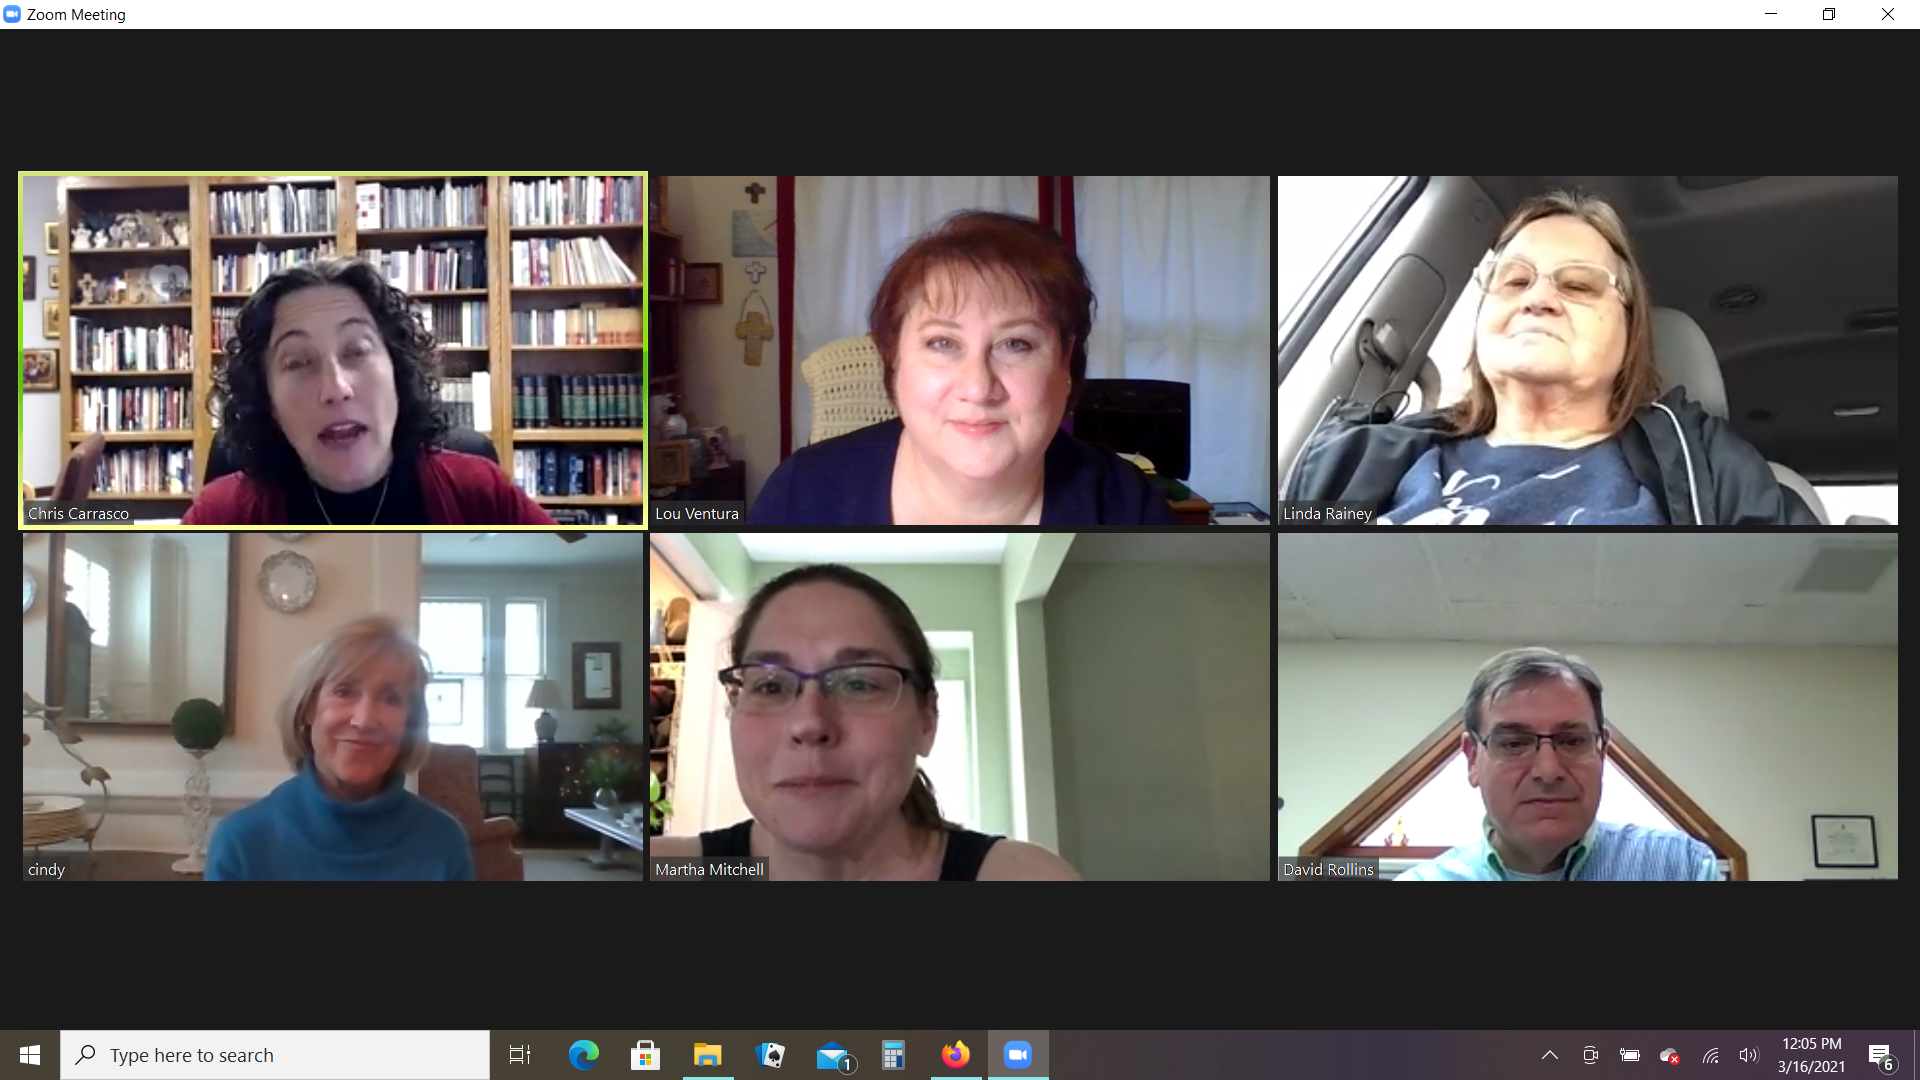 Zoom Meeting
Chris Carrasco
Lou Ventura
Linda Rainey
cindy
Martha Mitchell
David Rollins
Type here to search
1
12:05 PM
3/16/2021
6